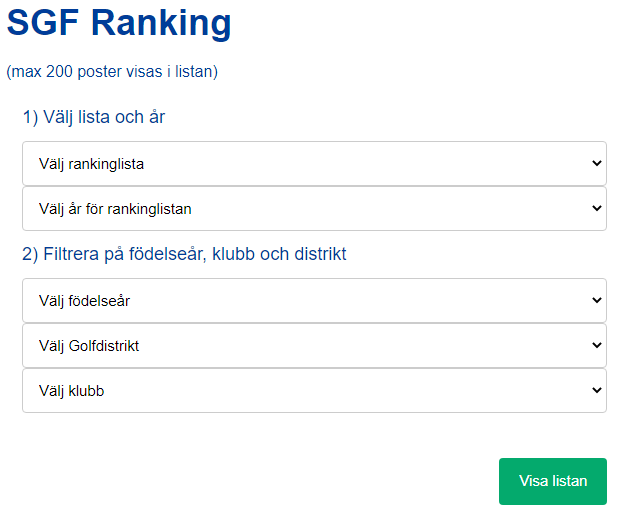 SGF Ranking
(max 200 poster visas i listan)
1) Välj lista och år
Välj rankinglista
Välj år för rankinglistan
2) Filtrera på födelseår, klubb och distrikt
Välj födelseår
Välj Golfdistrikt
Välj klubb
Visa listan